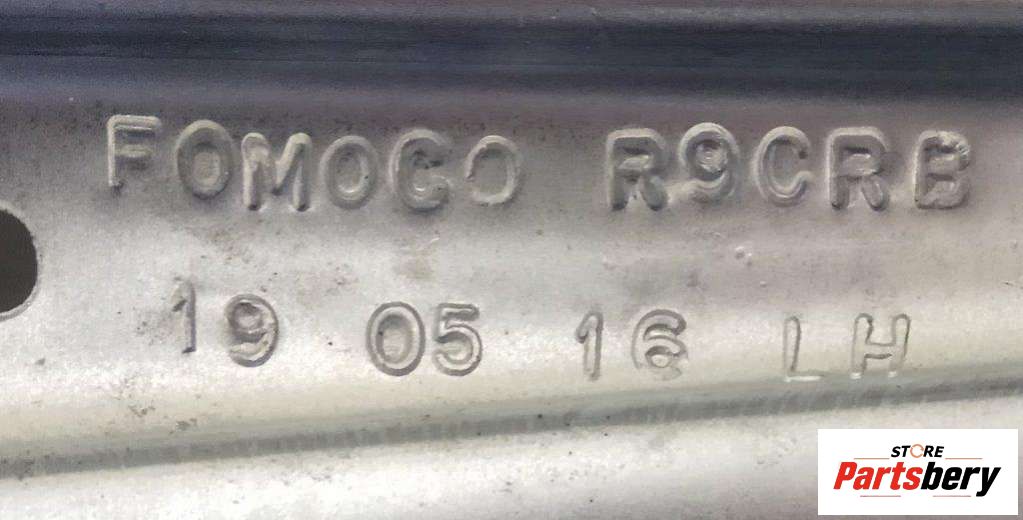 FOMOCO R9CRB
19 05 16 LH
STORE
Partsbery